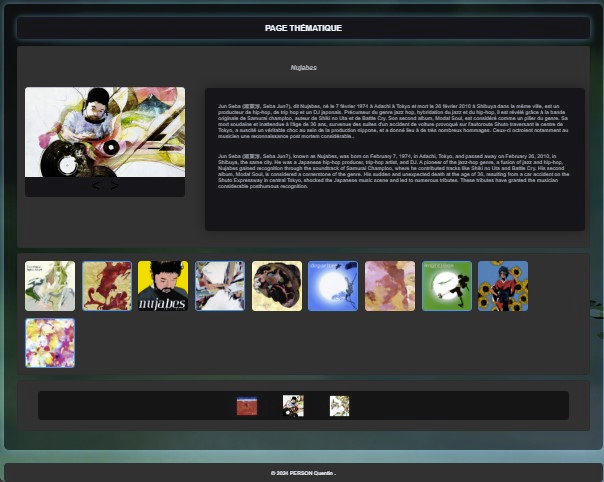 PAGE THÉMATIQUE
Nujabes
Jun Seba (瀬葉淳, Seba Jun?), dit Nujabes, né le 7 février 1974 à Adachi à Tokyo et mort le 26 février 2010 à Shibuya dans la même ville, est un
producteur de hip-hop, de trip hop et un DJ japonais. Précurseur du genre jazz hop, hybridation du jazz et du hip-hop, il est révélé grâce à la bande
originale de Samurai Champloo, auteur de Shiki no Uta et de Battle Cry. Son second album, Modal Soul, est considéré comme un pilier du genre. Sa
mort soudaine et inattendue à l'âge de 36 ans, survenue des suites d'un accident de voiture provoqué sur l'autoroute Shuto traversant le centre de
Tokyo, a suscité un véritable choc au sein de la production nippone, et a donné lieu à de très nombreux hommages. Ceux-ci octroient notamment au
musicien une reconnaissance post mortem considérable..
Jun Seba (瀬葉淳, Seba Jun?), known as Nujabes, was born on February 7, 1974, in Adachi, Tokyo, and passed away on February 26, 2010, in
Shibuya, the same city. He was a Japanese hip-hop producer, trip-hop artist, and DJ. A pioneer of the jazz-hop genre, a fusion of jazz and hip-hop,
Nujabes gained recognition through the soundtrack of Samurai Champloo, where he contributed tracks like Shiki no Uta and Battle Cry. His second
album, Modal Soul, is considered a cornerstone of the genre. His sudden and unexpected death at the age of 36, resulting from a car accident on the
Shuto Expressway in central Tokyo, shocked the Japanese music scene and led to numerous tributes. These tributes have granted the musician
considerable posthumous recognition.
< >
nujabes
© 2024 PERSON Quentin .